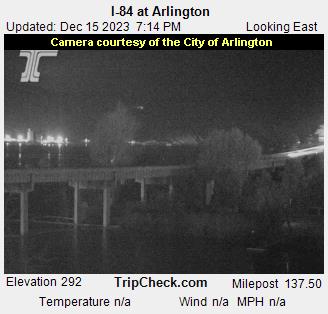 I-84 at Arlington
Updated: Dec 15 2023 7:14 PM Looking East
Camera courtesy of the City of Arlington
Elevation 292 TripCheck.com Milepost 137.50
Temperature n/a Wind n/a MPH n/a